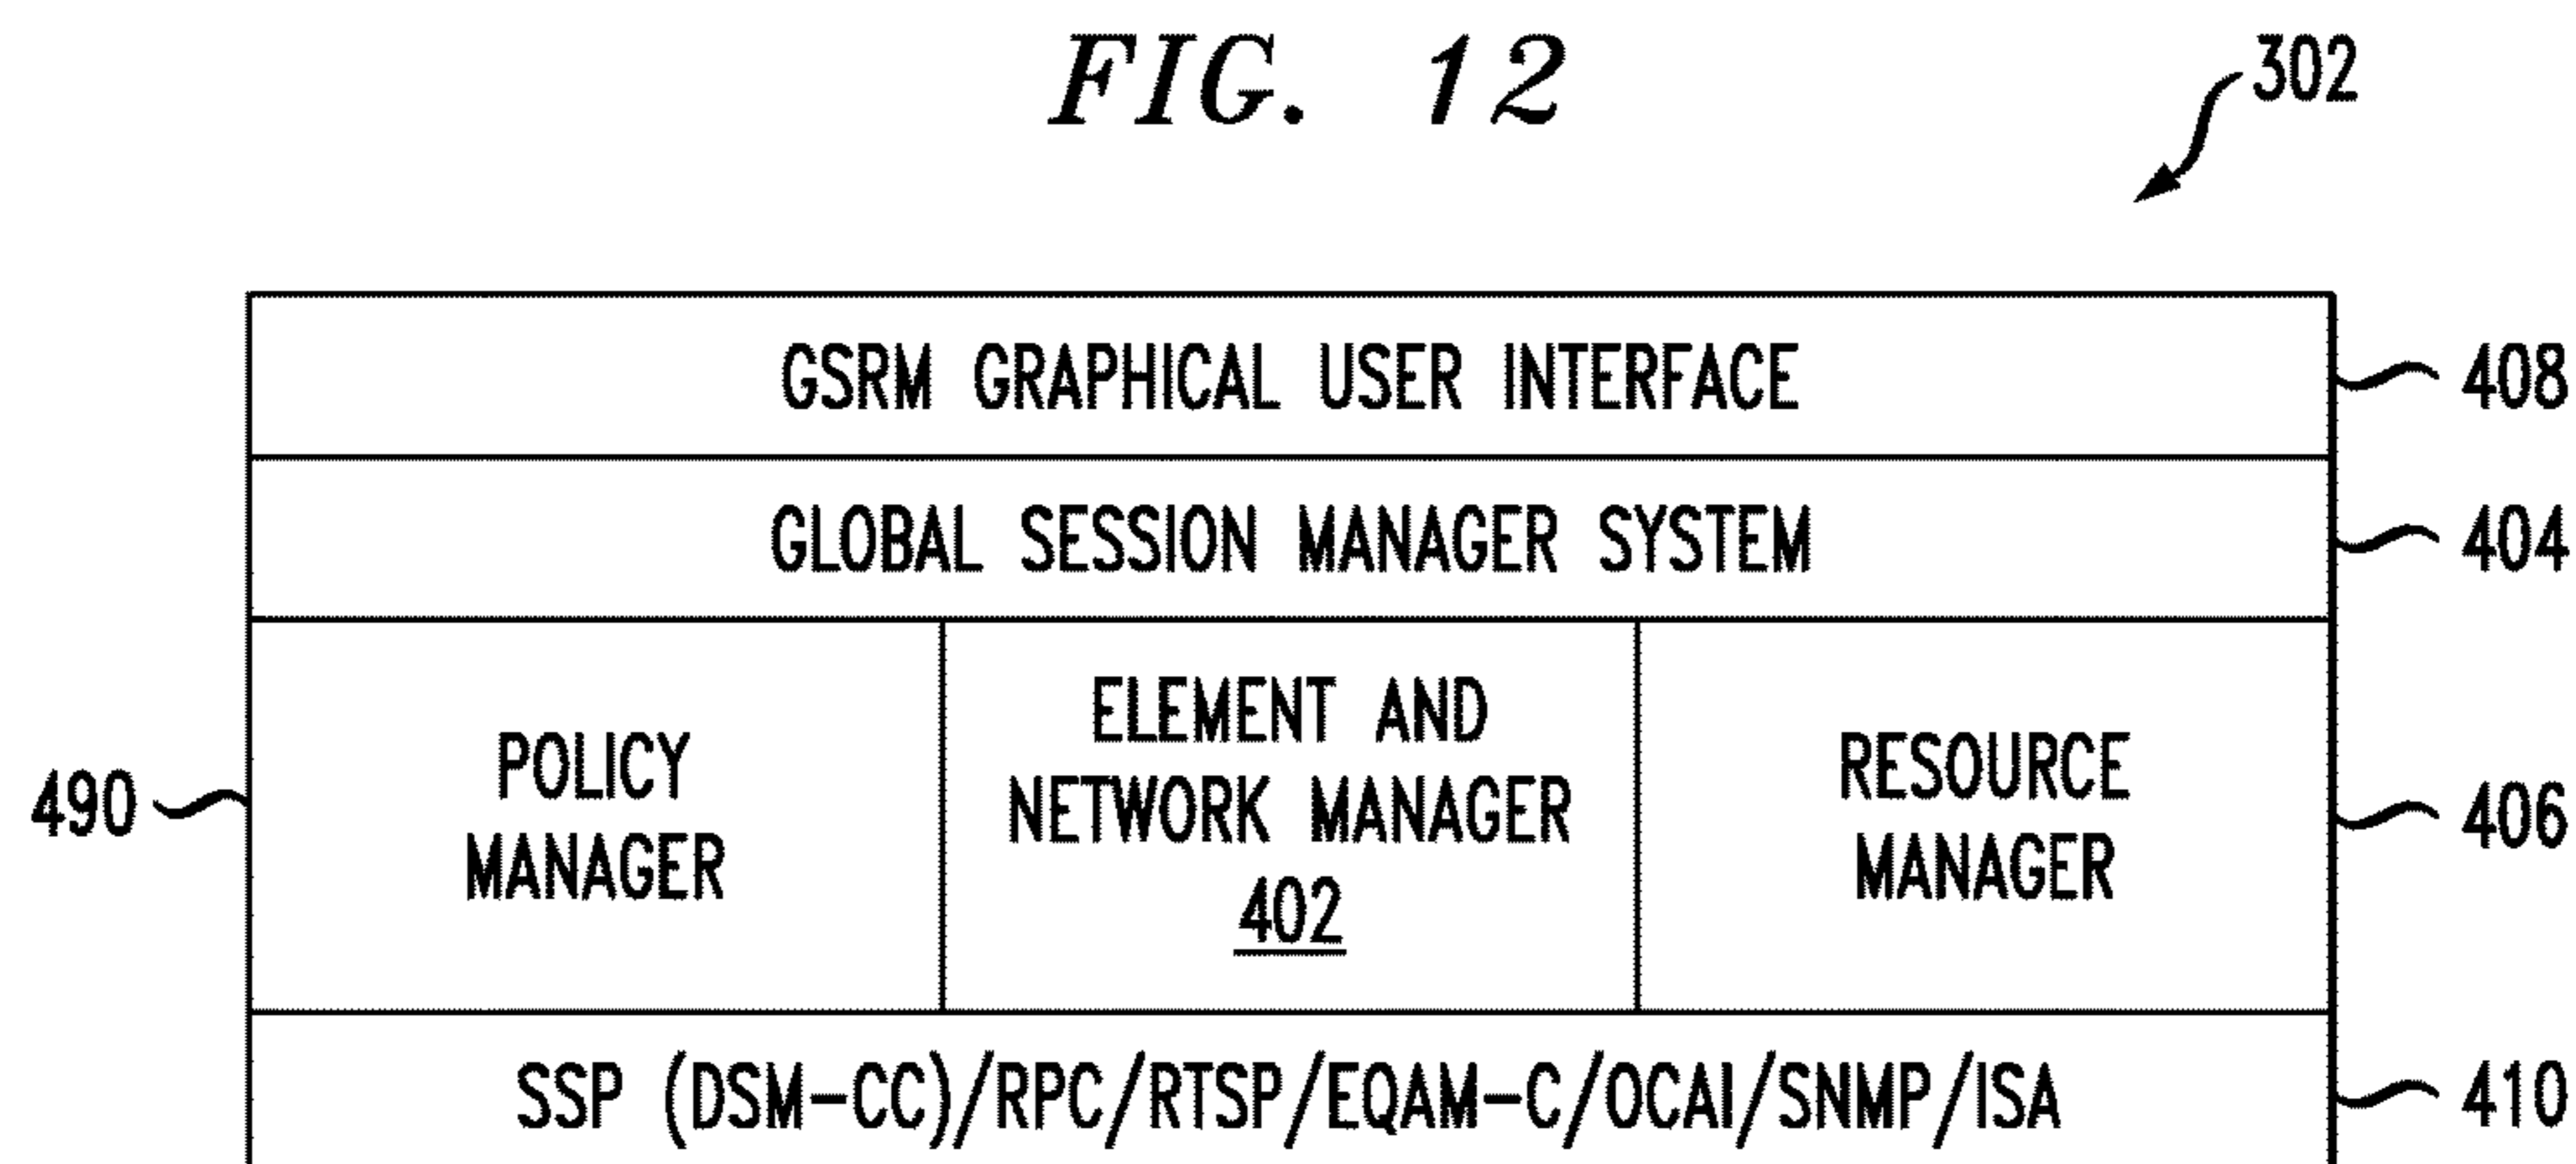 FIG. 12
302
GSRM GRAPHICAL USER INTERFACE
408
GLOBAL SESSION MANAGER SYSTEM
404
490
POLICY
MANAGER
ELEMENT AND
NETWORK MANAGER
402
RESOURCE
MANAGER
406
SSP (DSM-CC)/RPC/RTSP/EQAM-C/OCAI/SNMP/ISA
410